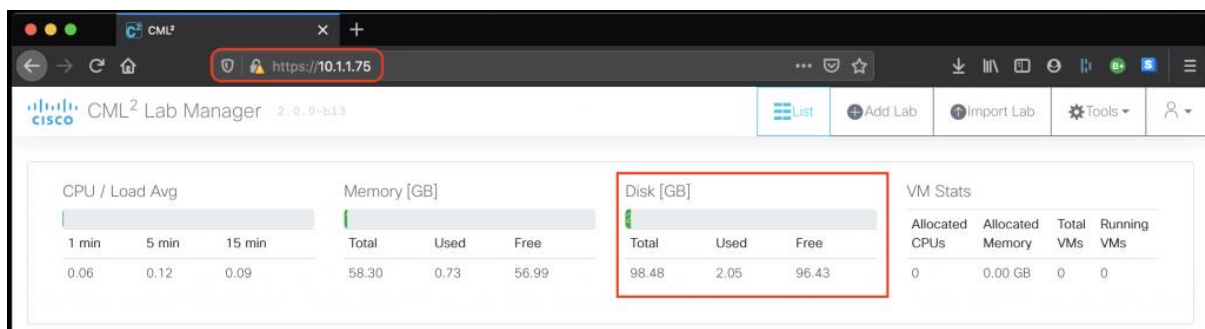 CML²
https://10.1.1.75
CISCO
CML² Lab Manager 2.0.0-b13
List
Add Lab
Import Lab
Tools
CPU / Load Avg
1 min 5 min 15 min
0.06 0.12 0.09
Memory [GB]
Total Used Free
58.30 0.73 56.99
Disk [GB]
Total Used Free
98.48 2.05 96.43
VM Stats
Allocated CPUs Allocated Memory Total VMs Running VMs
0 0.00 GB 0 0